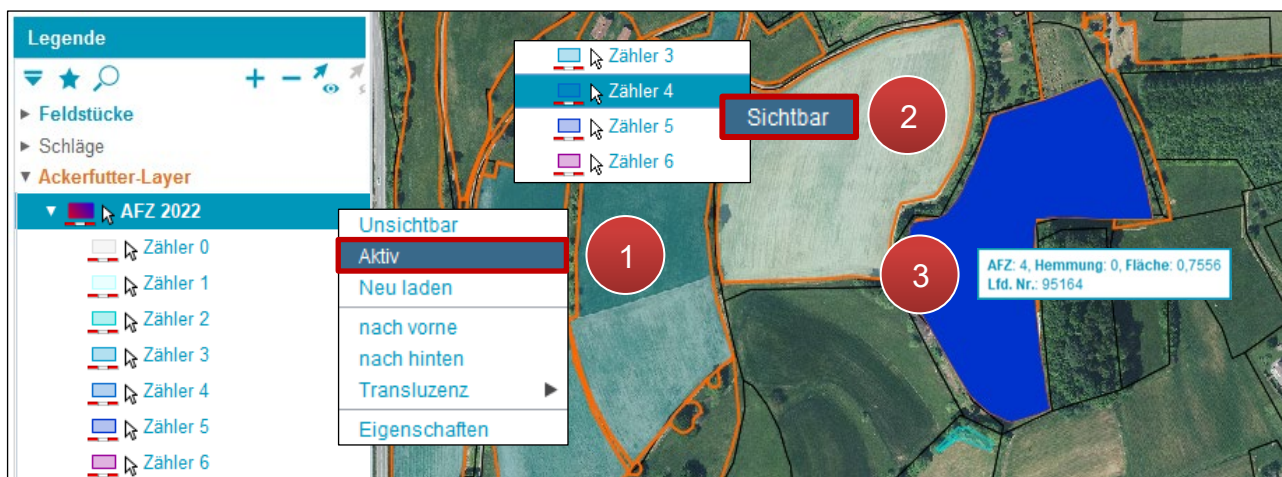 Legende
Feldstücke
Schläge
Ackerfutter-Layer
AFZ 2022
Zähler 0
Zähler 1
Zähler 2
Zähler 3
Zähler 4
Zähler 5
Zähler 6
Unsichtbar
Aktiv
Neu laden
nach vorne
nach hinten
Transluzenz
Eigenschaften
1
Zähler 3
Zähler 4
Zähler 5
Zähler 6
Sichtbar
2
3
AFZ: 4, Hemmung: 0, Fläche: 0,7556
Lfd. Nr.: 95164